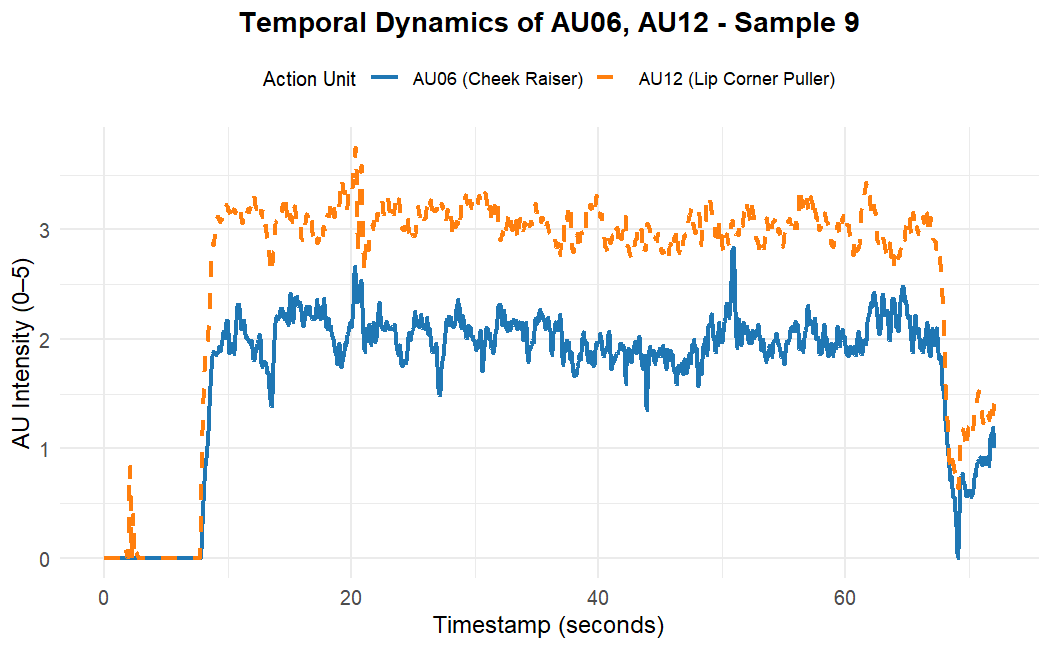 Temporal Dynamics of AU06, AU12 - Sample 9
Action Unit AU06 (Cheek Raiser) AU12 (Lip Corner Puller)
AU Intensity (0–5)
3
2
1
0
0 20 40 60
Timestamp (seconds)